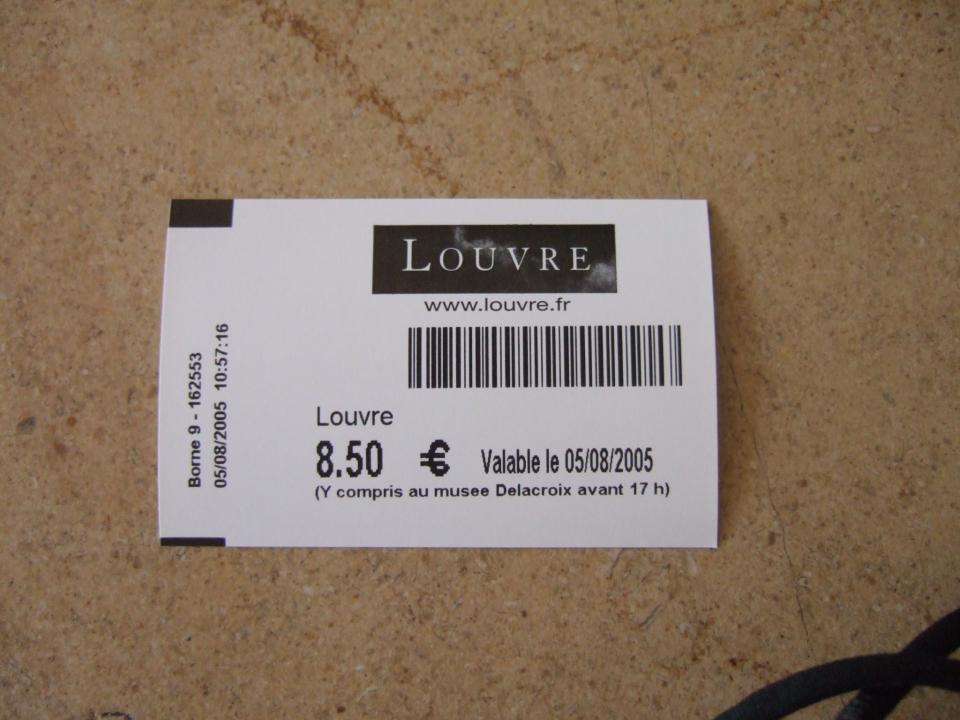 LOUVRE
www.louvre.fr
Borne 9 - 162553
05/08/2005 10:57:16
Louvre
8.50 € Valable le 05/08/2005
(Y compris au musee Delacroix avant 17 h)